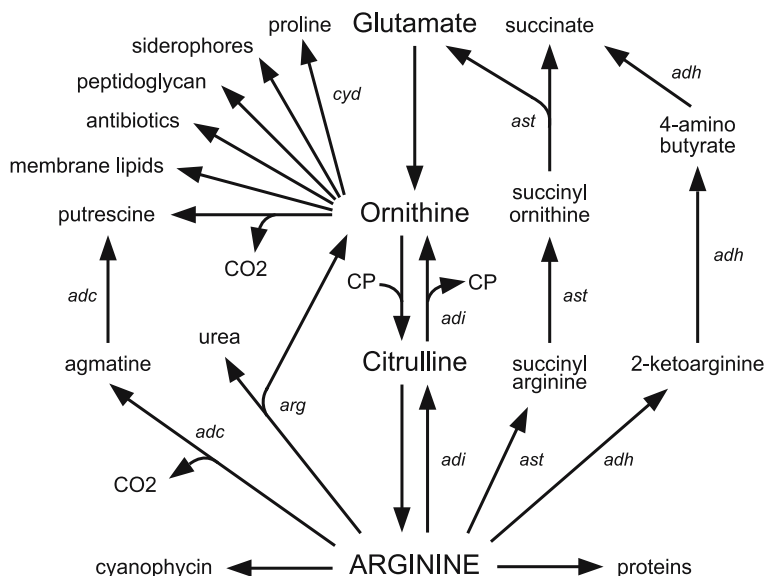 proline
Glutamate
succinate
siderophores
peptidoglycan
cyd
adh
antibiotics
ast
4-amino
butyrate
membrane lipids
putrescine
Ornithine
succinyl
ornithine
CO2
CP
CP
adh
adc
adi
ast
urea
agmatine
Citrulline
succinyl
arginine
2-ketoarginine
arg
adc
adi
ast
adh
CO2
cyanophycin
ARGININE
proteins